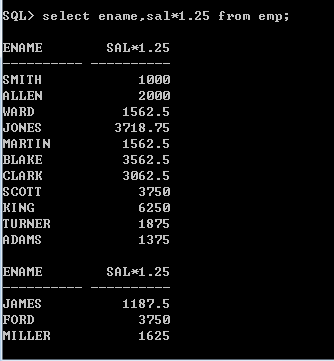 SQL> select ename,sal*1.25 from emp;
ENAME        SAL*1.25
---------- ----------
SMITH            1000
ALLEN            2000
WARD           1562.5
JONES         3718.75
MARTIN         1562.5
BLAKE          3562.5
CLARK          3062.5
SCOTT            3750
KING             6250
TURNER           1875
ADAMS            1375
ENAME        SAL*1.25
---------- ----------
JAMES          1187.5
FORD             3750
MILLER           1625